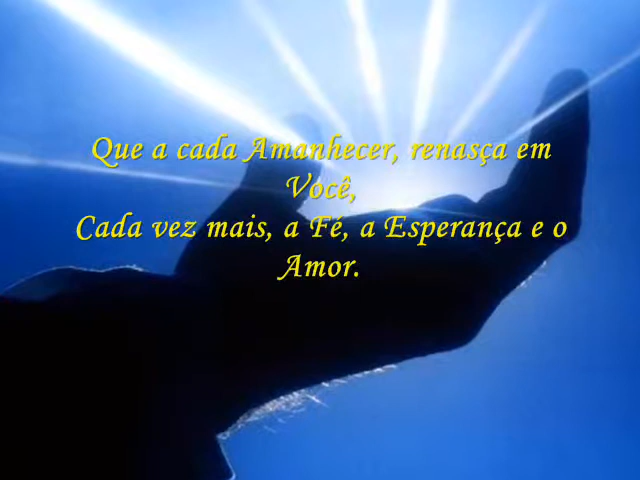 Que a cada Amanhecer, renasça em
Você,
Cada vez mais, a Fé, a Esperança e o
Amor.